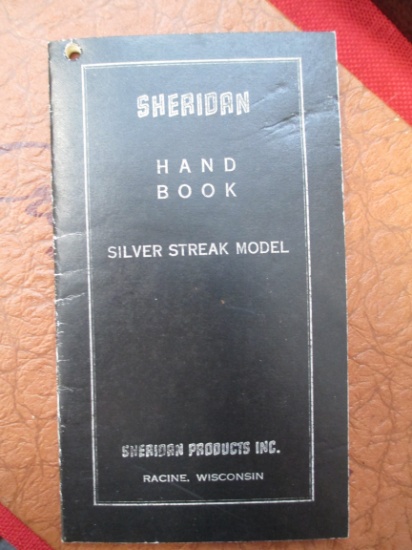 SHERIDAN
HAND
BOOK
SILVER STREAK MODEL
SHERIDAN PRODUCTS INC.
RACINE, WISCONSIN